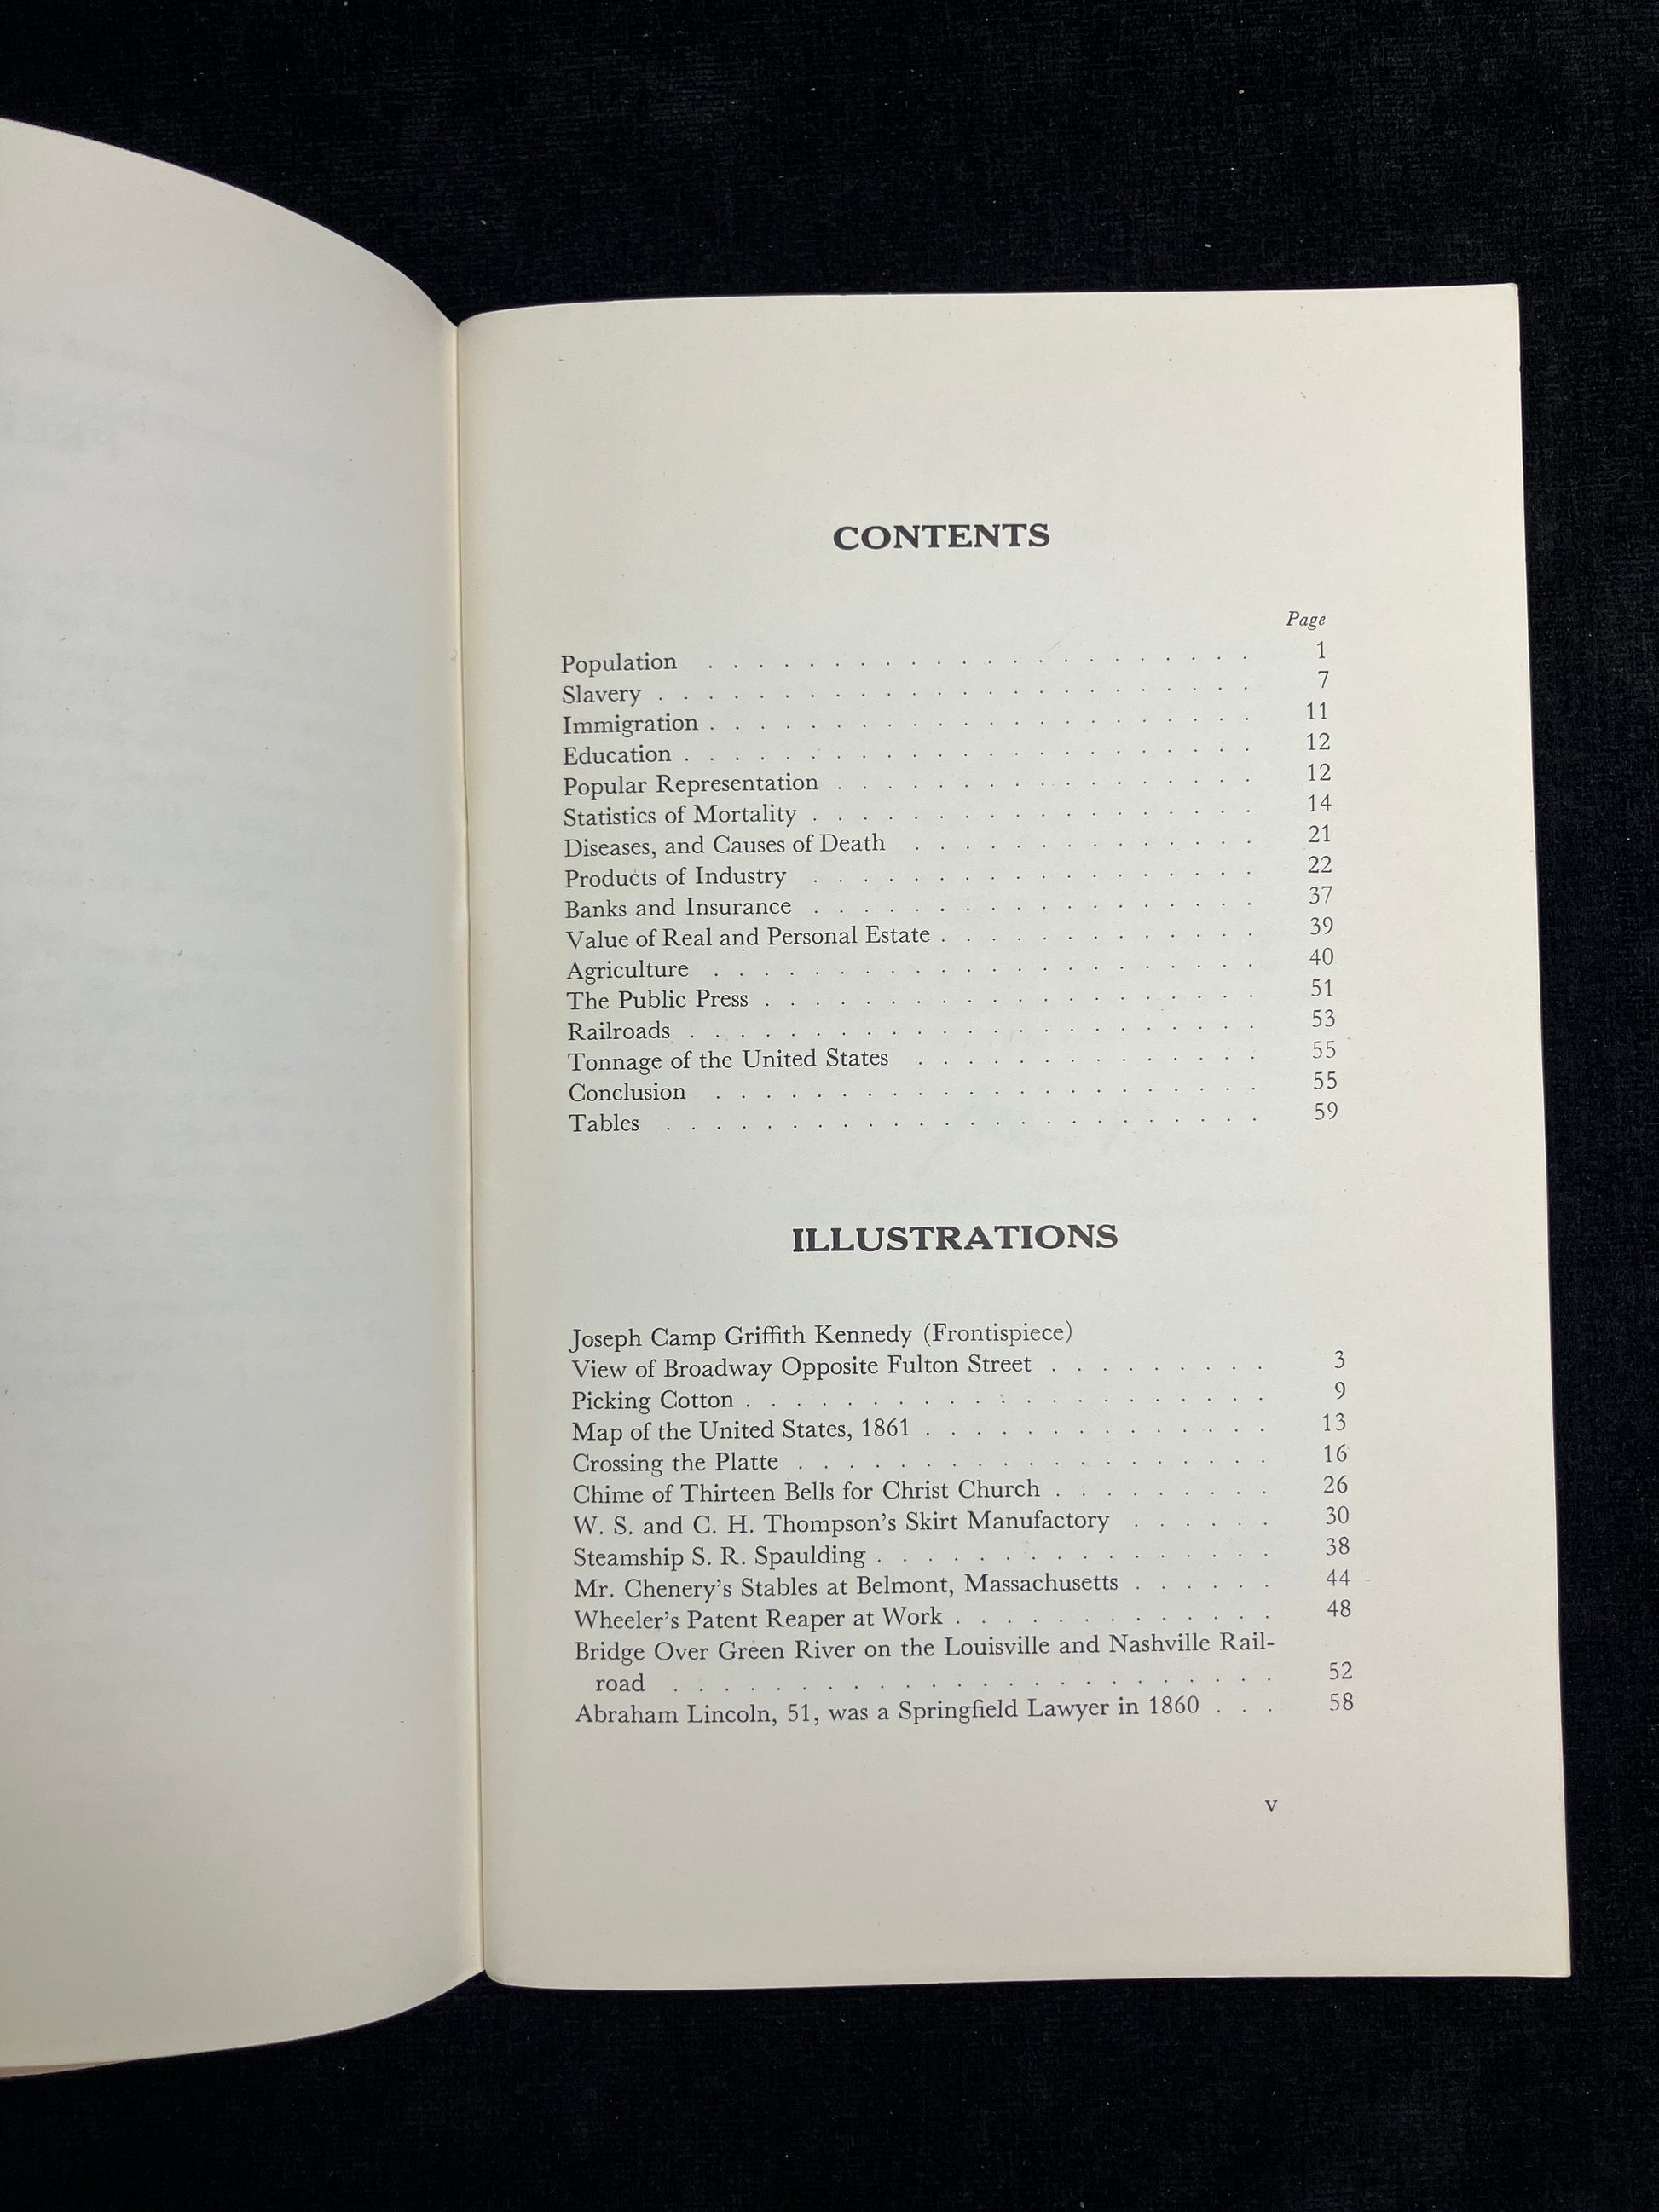 CONTENTS
Page
Population . . . . . . . . . . . . . . . . . . . . . . 1
Slavery . . . . . . . . . . . . . . . . . . . . . . . . 7
Immigration . . . . . . . . . . . . . . . . . . . . . . 11
Education . . . . . . . . . . . . . . . . . . . . . . . 12
Popular Representation . . . . . . . . . . . . . . . . . 12
Statistics of Mortality . . . . . . . . . . . . . . . . . . 14
Diseases, and Causes of Death . . . . . . . . . . . . . . 21
Products of Industry . . . . . . . . . . . . . . . . . . 22
Banks and Insurance . . . . . . . . . . . . . . . . . . 37
Value of Real and Personal Estate . . . . . . . . . . . . . 39
Agriculture . . . . . . . . . . . . . . . . . . . . . . 40
The Public Press . . . . . . . . . . . . . . . . . . . . 51
Railroads . . . . . . . . . . . . . . . . . . . . . . . 53
Tonnage of the United States . . . . . . . . . . . . . . 55
Conclusion . . . . . . . . . . . . . . . . . . . . . . 55
Tables . . . . . . . . . . . . . . . . . . . . . . . . 59
ILLUSTRATIONS
Joseph Camp Griffith Kennedy (Frontispiece)
View of Broadway Opposite Fulton Street . . . . . . . . . 3
Picking Cotton . . . . . . . . . . . . . . . . . . . . . 9
Map of the United States, 1861 . . . . . . . . . . . . . . 13
Crossing the Platte . . . . . . . . . . . . . . . . . . . 16
Chime of Thirteen Bells for Christ Church . . . . . . . . . 26
W. S. and C. H. Thompson's Skirt Manufactory . . . . . . 30
Steamship S. R. Spaulding . . . . . . . . . . . . . . . . 38
Mr. Chenery's Stables at Belmont, Massachusetts . . . . . . 44
Wheeler's Patent Reaper at Work . . . . . . . . . . . . . 48
Bridge Over Green River on the Louisville and Nashville Rail-
road . . . . . . . . . . . . . . . . . . . . . . . . 52
Abraham Lincoln, 51, was a Springfield Lawyer in 1860 . . . 58
v